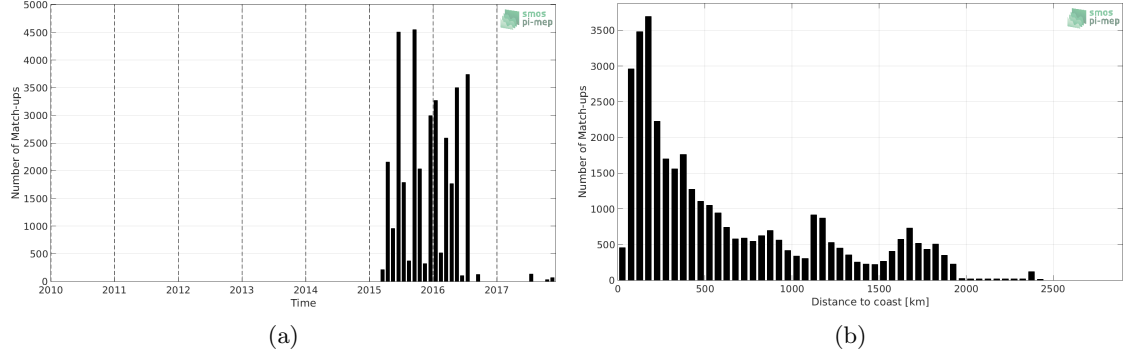 5000
4500
4000
3500
3000
2500
2000
1500
1000
500
0
Number of Match-ups
2010 2011 2012 2013 2014 2015 2016 2017
Time
smos
pi-mep
(a)
3500
3000
2500
2000
1500
1000
500
0
Number of Match-ups
0 500 1000 1500 2000 2500
Distance to coast [km]
smos
pi-mep
(b)